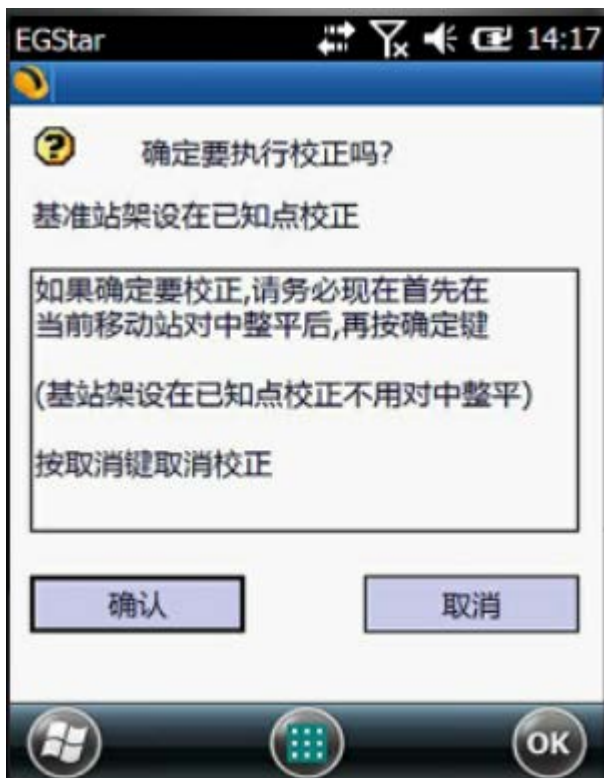 EGStar 14:17
确定要执行校正吗?
基准站架设在已知点校正
如果确定要校正,请务必现在首先在
当前移动站对中整平后,再按确定键
(基站架设在已知点校正不用对中整平)
按取消键取消校正
确认 取消
OK